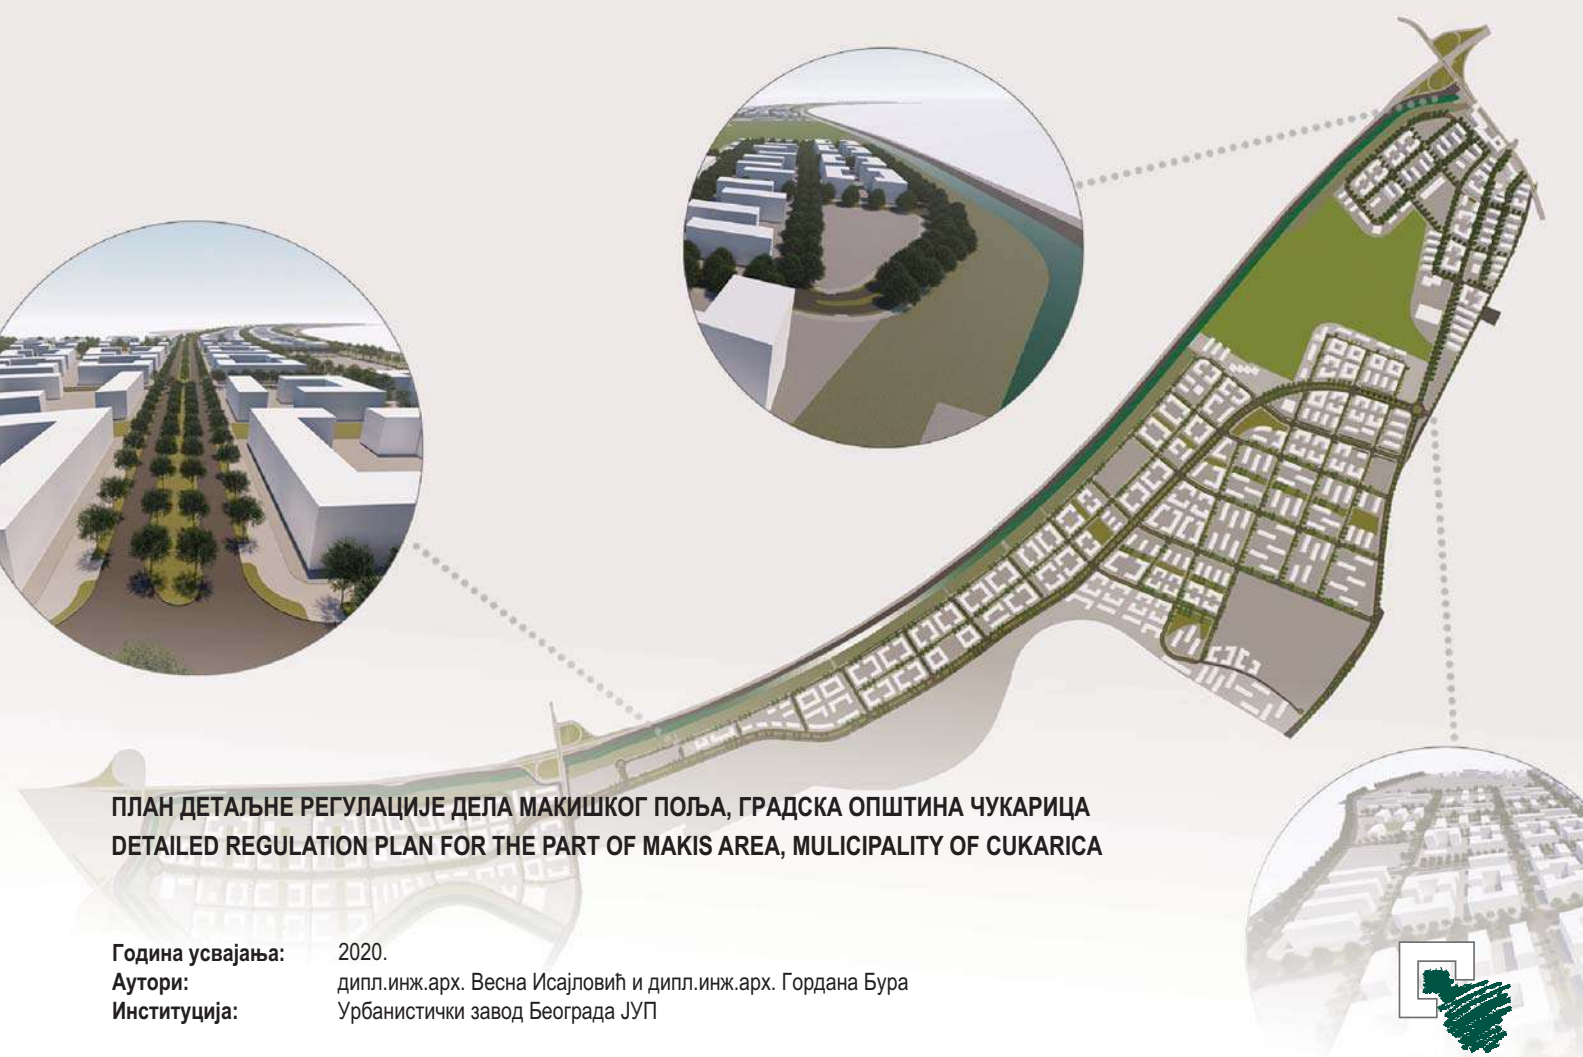 ПЛАН ДЕТАЉНЕ РЕГУЛАЦИЈЕ ДЕЛА МАКИШКОГ ПОЉА, ГРАДСКА ОПШТИНА ЧУКАРИЦА
DETAILED REGULATION PLAN FOR THE PART OF MAKIS AREA, MULICIPALITY OF CUKARICA
Година усвајања: 2020.
Аутори: дипл.инж.арх. Весна Исајловић и дипл.инж.арх. Гордана Бура
Институција: Урбанистички завод Београда ЈУП